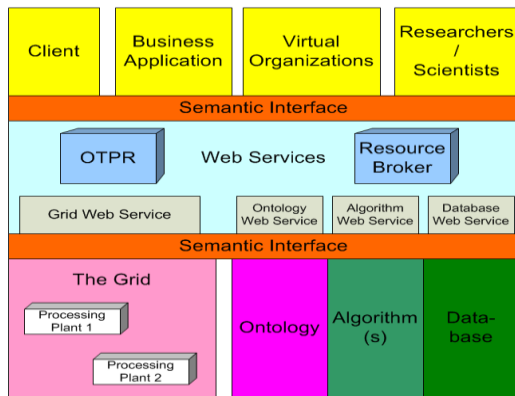 Client
Business
Application
Virtual
Organizations
Researchers
/
Scientists
Semantic Interface
OTPR
Web Services
Resource
Broker
Grid Web Service
Ontology
Web Service
Algorithm
Web Service
Database
Web Service
Semantic Interface
The Grid
Processing
Plant 1
Processing
Plant 2
Ontology
Algorithm
(s)
Data-
base